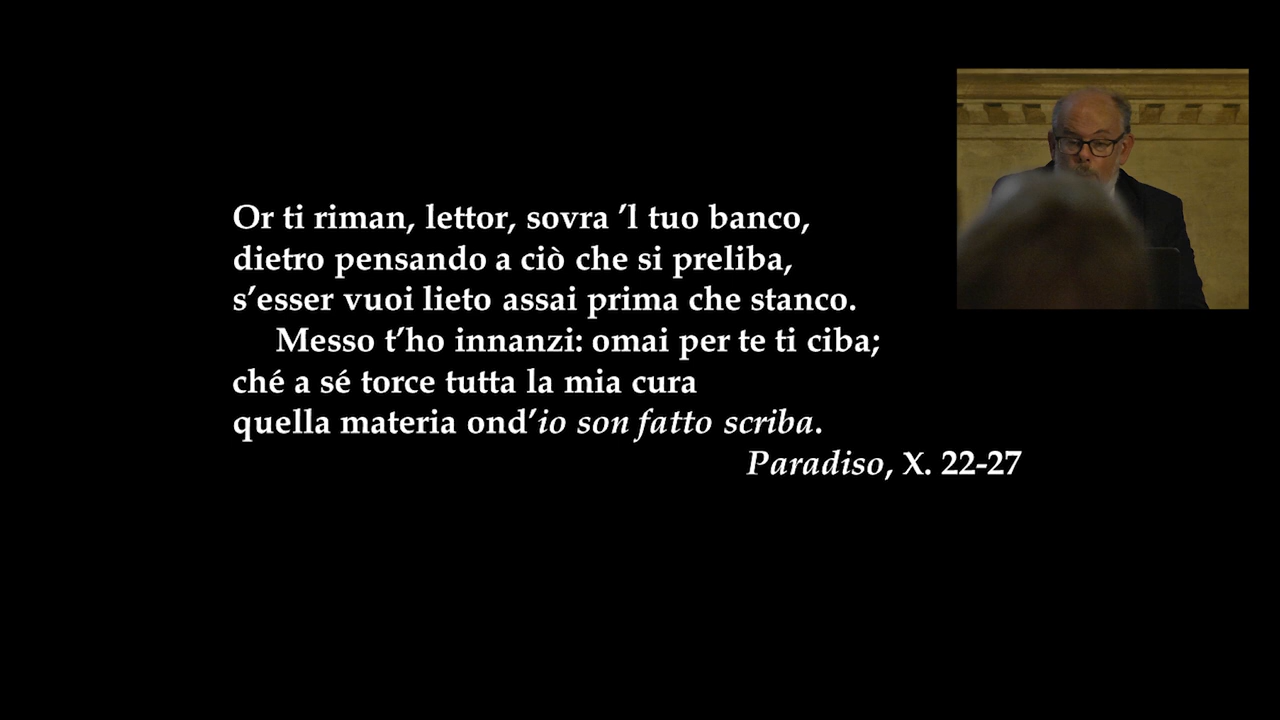 Or ti riman, lettor, sovra ’l tuo banco,
dietro pensando a ciò che si preliba,
s’esser vuoi lieto assai prima che stanco.
Messo t’ho innanzi: omai per te ti ciba;
ché a sé torce tutta la mia cura
quella materia ond’io son fatto scriba.
Paradiso, X. 22-27